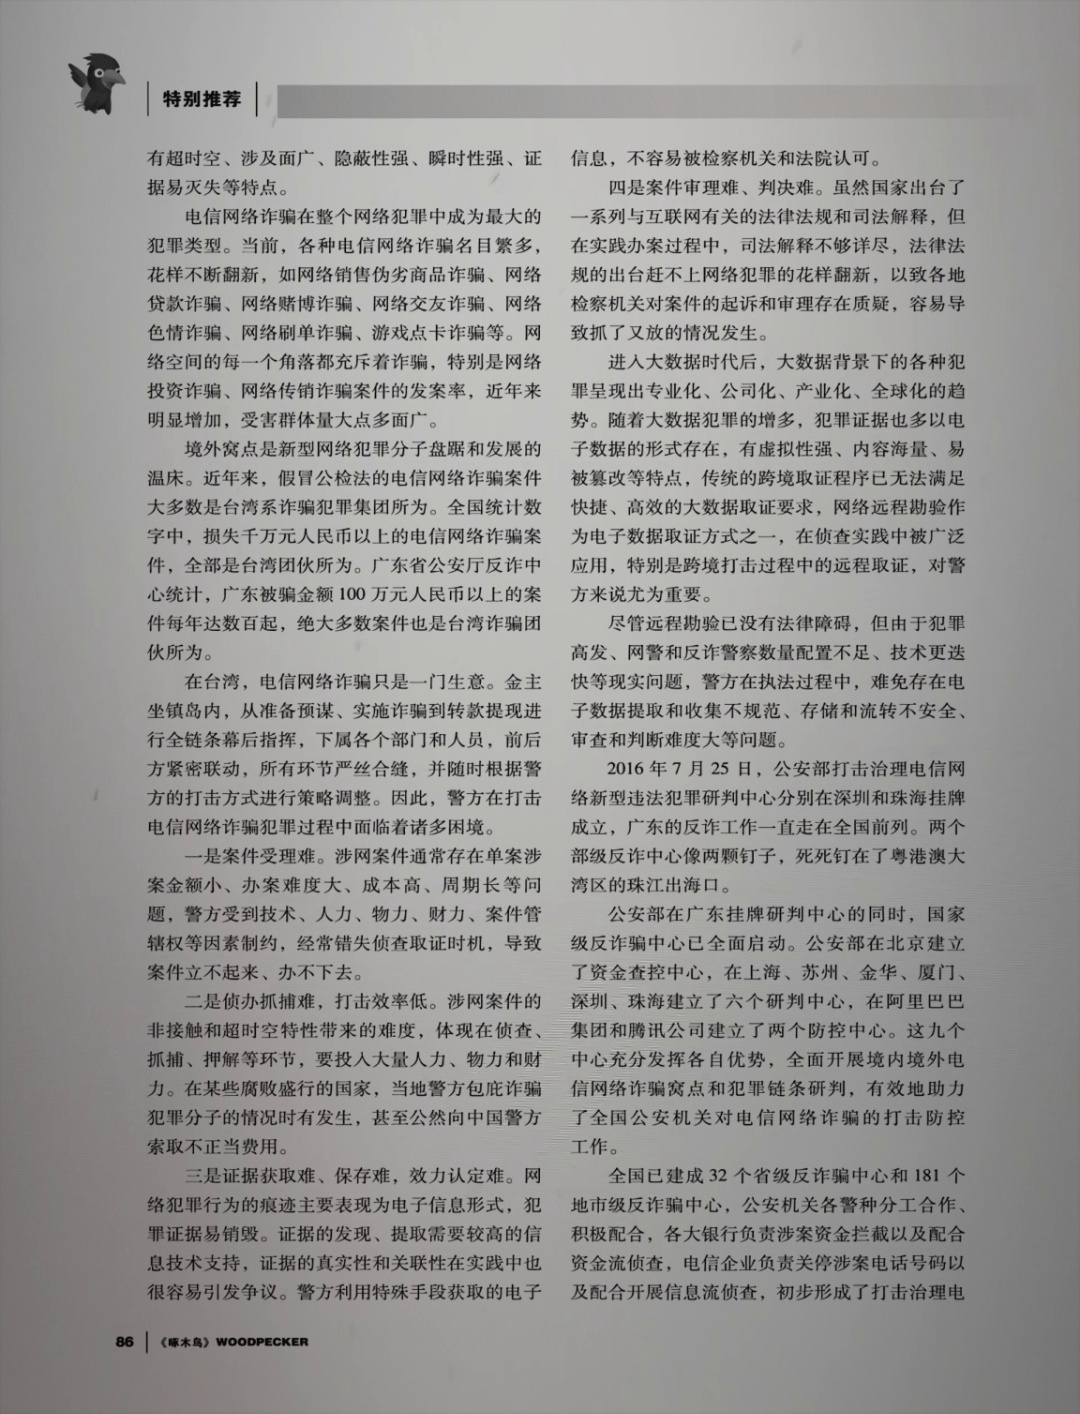 特别推荐
有超时空、涉及面广、隐蔽性强、瞬时性强、证
据易灭失等特点。
电信网络诈骗在整个网络犯罪中成为最大的
犯罪类型。当前，各种电信网络诈骗名目繁多，
花样不断翻新，如网络销售伪劣商品诈骗、网络
贷款诈骗、网络赌博诈骗、网络交友诈骗、网络
色情诈骗、网络刷单诈骗、游戏点卡诈骗等。网
络空间的每一个角落都充斥着诈骗，特别是网络
投资诈骗、网络传销诈骗案件的发案率，近年来
明显增加，受害群体量大点多面广。
境外窝点是新型网络犯罪分子盘踞和发展的
温床。近年来，假冒公检法的电信网络诈骗案件
大多数是台湾系诈骗犯罪集团所为。全国统计数
字中，损失千万元人民币以上的电信网络诈骗案
件，全部是台湾团伙所为。广东省公安厅反诈中
心统计，广东被骗金额 100 万元人民币以上的案
件每年达数百起，绝大多数案件也是台湾诈骗团
伙所为。
在台湾，电信网络诈骗只是一门生意。金主
坐镇岛内，从准备预谋、实施诈骗到转款提现进
行全链条幕后指挥，下属各个部门和人员，前后
方紧密联动，所有环节严丝合缝，并随时根据警
方的打击方式进行策略调整。因此，警方在打击
电信网络诈骗犯罪过程中面临着诸多困境。
一是案件受理难。涉网案件通常存在单案涉
案金额小、办案难度大、成本高、周期长等问
题，警方受到技术、人力、物力、财力、案件管
辖权等因素制约，经常错失侦查取证时机，导致
案件立不起来、办不下去。
二是侦办抓捕难，打击效率低。涉网案件的
非接触和超时空特性带来的难度，体现在侦查、
抓捕、押解等环节，要投入大量人力、物力和财
力。在某些腐败盛行的国家，当地警方包庇诈骗
犯罪分子的情况时有发生，甚至公然向中国警方
索取不正当费用。
三是证据获取难、保存难，效力认定难。网
络犯罪行为的痕迹主要表现为电子信息形式，犯
罪证据易销毁。证据的发现、提取需要较高的信
息技术支持，证据的真实性和关联性在实践中也
很容易引发争议。警方利用特殊手段获取的电子
信息，不容易被检察机关和法院认可。
四是案件审理难、判决难。虽然国家出台了
一系列与互联网有关的法律法规和司法解释，但
在实践办案过程中，司法解释不够详尽，法律法
规的出台赶不上网络犯罪的花样翻新，以致各地
检察机关对案件的起诉和审理存在质疑，容易导
致抓了又放的情况发生。
进入大数据时代后，大数据背景下的各种犯
罪呈现出专业化、公司化、产业化、全球化的趋
势。随着大数据犯罪的增多，犯罪证据也多以电
子数据的形式存在，有虚拟性强、内容海量、易
被篡改等特点，传统的跨境取证程序已无法满足
快捷、高效的大数据取证要求，网络远程勘验作
为电子数据取证方式之一，在侦查实践中被广泛
应用，特别是跨境打击过程中的远程取证，对警
方来说尤为重要。
尽管远程勘验已没有法律障碍，但由于犯罪
高发、网警和反诈警察数量配置不足、技术更迭
快等现实问题，警方在执法过程中，难免存在电
子数据提取和收集不规范、存储和流转不安全、
审查和判断难度大等问题。
2016 年 7 月 25 日，公安部打击治理电信网
络新型违法犯罪研判中心分别在深圳和珠海挂牌
成立，广东的反诈工作一直走在全国前列。两个
部级反诈中心像两颗钉子，死死钉在了粤港澳大
湾区的珠江出海口。
公安部在广东挂牌研判中心的同时，国家
级反诈骗中心已全面启动。公安部在北京建立
了资金查控中心，在上海、苏州、金华、厦门、
深圳、珠海建立了六个研判中心，在阿里巴巴
集团和腾讯公司建立了两个防控中心。这九个
中心充分发挥各自优势，全面开展境内境外电
信网络诈骗窝点和犯罪链条研判，有效地助力
了全国公安机关对电信网络诈骗的打击防控
工作。
全国已建成 32 个省级反诈骗中心和 181 个
地市级反诈骗中心，公安机关各警种分工合作、
积极配合，各大银行负责涉案资金拦截以及配合
资金流侦查，电信企业负责关停涉案电话号码以
及配合开展信息流侦查，初步形成了打击治理电
86 《啄木鸟》WOODPECKER